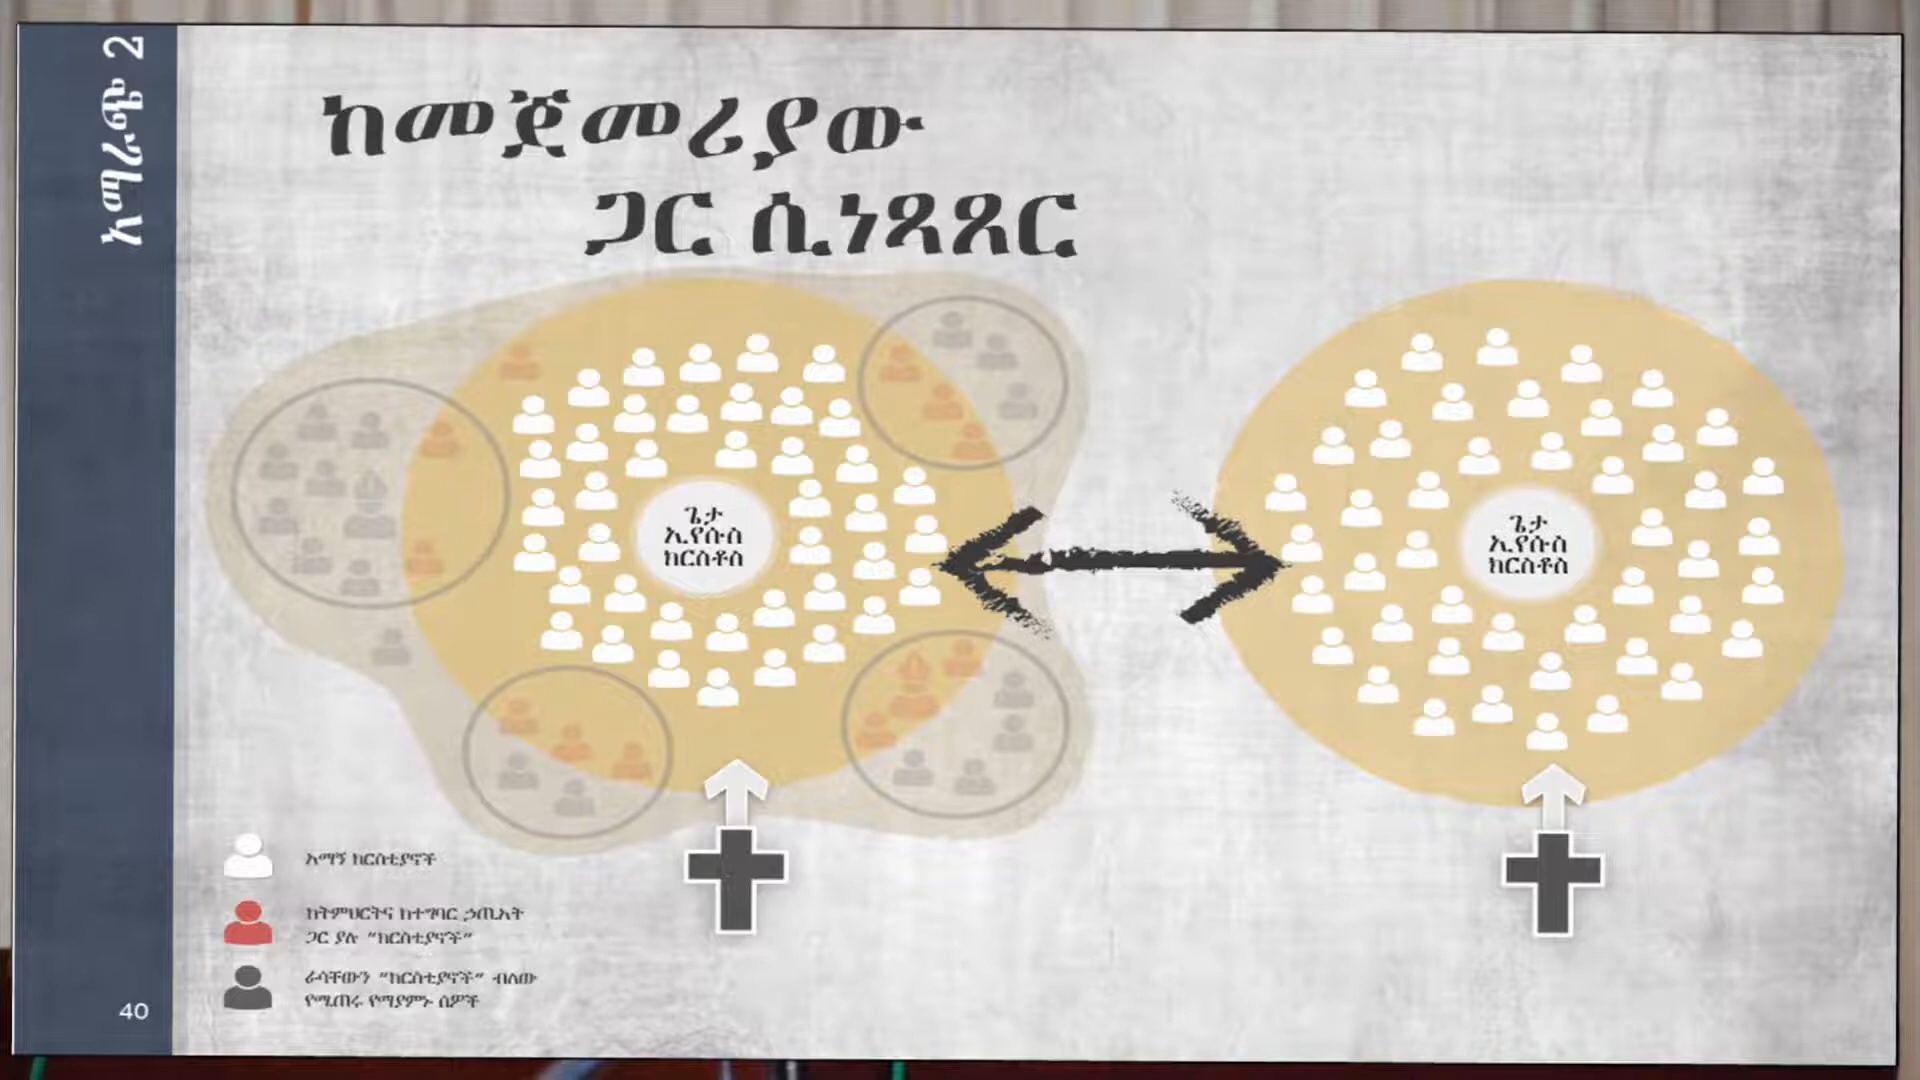 አማራጭ 2
ከመጀመሪያው
ጋር ሲነጻጸር
ጌታ
ኢየሱስ
ክርስቶስ
ጌታ
ኢየሱስ
ክርስቶስ
አማኝ ክርስቲያኖች
ከትምህርትና ከተግባር ኃጢአት
ጋር ያሉ “ክርስቲያኖች”
ራሳቸውን “ክርስቲያኖች” ብለው
የሚጠሩ የማያምኑ ሰዎች
40